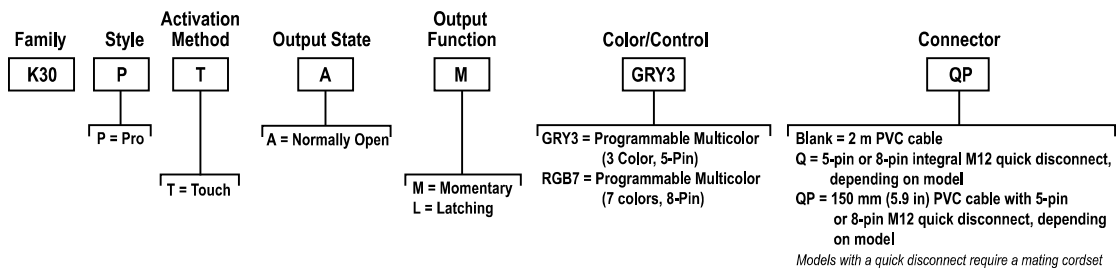 Family
Style
Activation
Method
Output State
Output
Function
Color/Control
Connector
K30
P
T
A
M
GRY3
QP
P = Pro
T = Touch
A = Normally Open
M = Momentary
L = Latching
GRY3 = Programmable Multicolor
(3 Color, 5-Pin)
RGB7 = Programmable Multicolor
(7 colors, 8-Pin)
Blank = 2 m PVC cable
Q = 5-pin or 8-pin integral M12 quick disconnect,
depending on model
QP = 150 mm (5.9 in) PVC cable with 5-pin
or 8-pin M12 quick disconnect, depending
on model
Models with a quick disconnect require a mating cordset